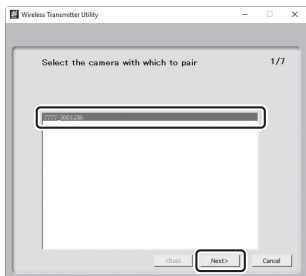 Wireless Transmitter Utility
Select the camera with which to pair 1/7
<Back Next> Cancel